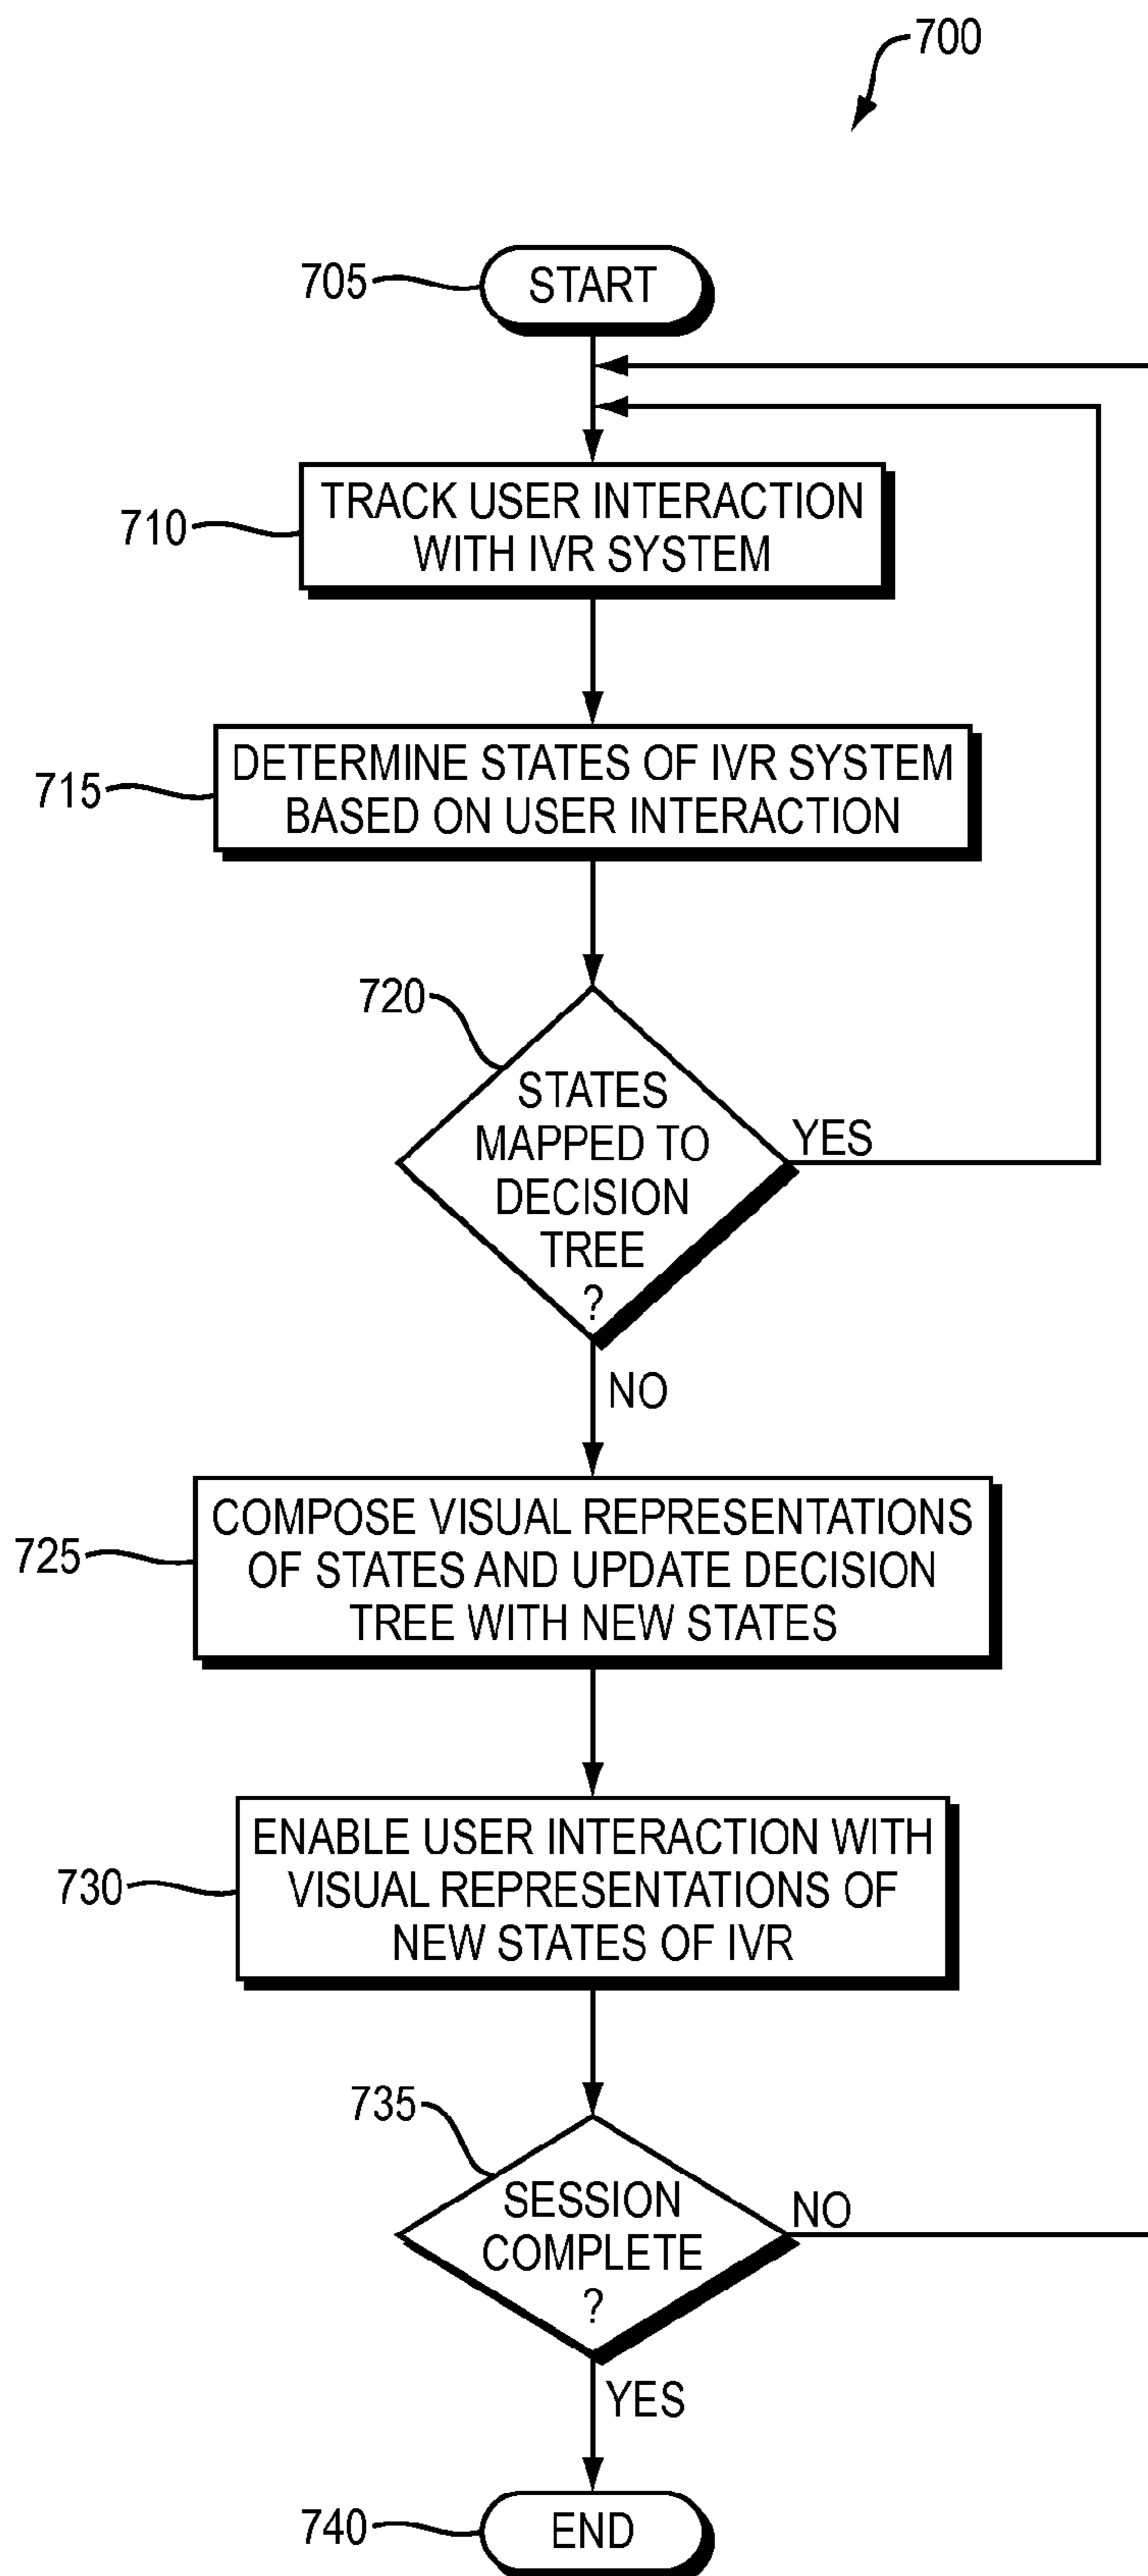 700
705
START
710
TRACK USER INTERACTION
WITH IVR SYSTEM
715
DETERMINE STATES OF IVR SYSTEM
BASED ON USER INTERACTION
720
STATES
MAPPED TO
DECISION
TREE
?
YES
NO
725
COMPOSE VISUAL REPRESENTATIONS
OF STATES AND UPDATE DECISION
TREE WITH NEW STATES
730
ENABLE USER INTERACTION WITH
VISUAL REPRESENTATIONS OF
NEW STATES OF IVR
735
SESSION
COMPLETE
?
NO
YES
740
END